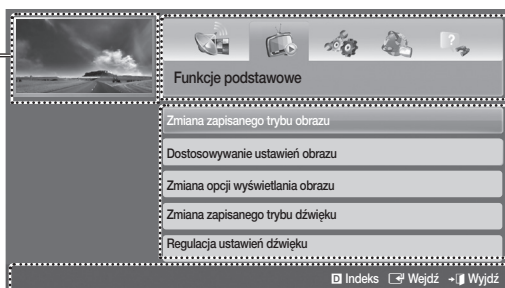 Funkcje podstawowe
Zmiana zapisanego trybu obrazu
Dostosowywanie ustawień obrazu
Zmiana opcji wyświetlania obrazu
Zmiana zapisanego trybu dźwięku
Regulacja ustawień dźwięku
D Indeks Wejdź Wyjdź